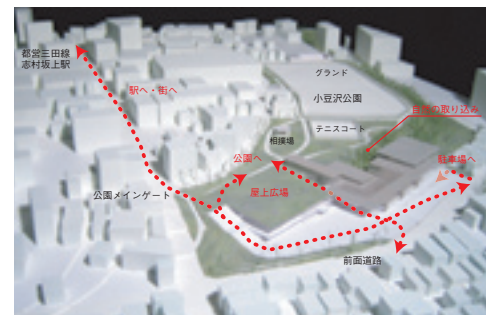 都営三田線
志村坂上駅
駅へ・街へ
グランド
小豆沢公園
自然の取り込み
テニスコート
相撲場
公園へ
駐車場へ
公園メインゲート
屋上広場
前面道路